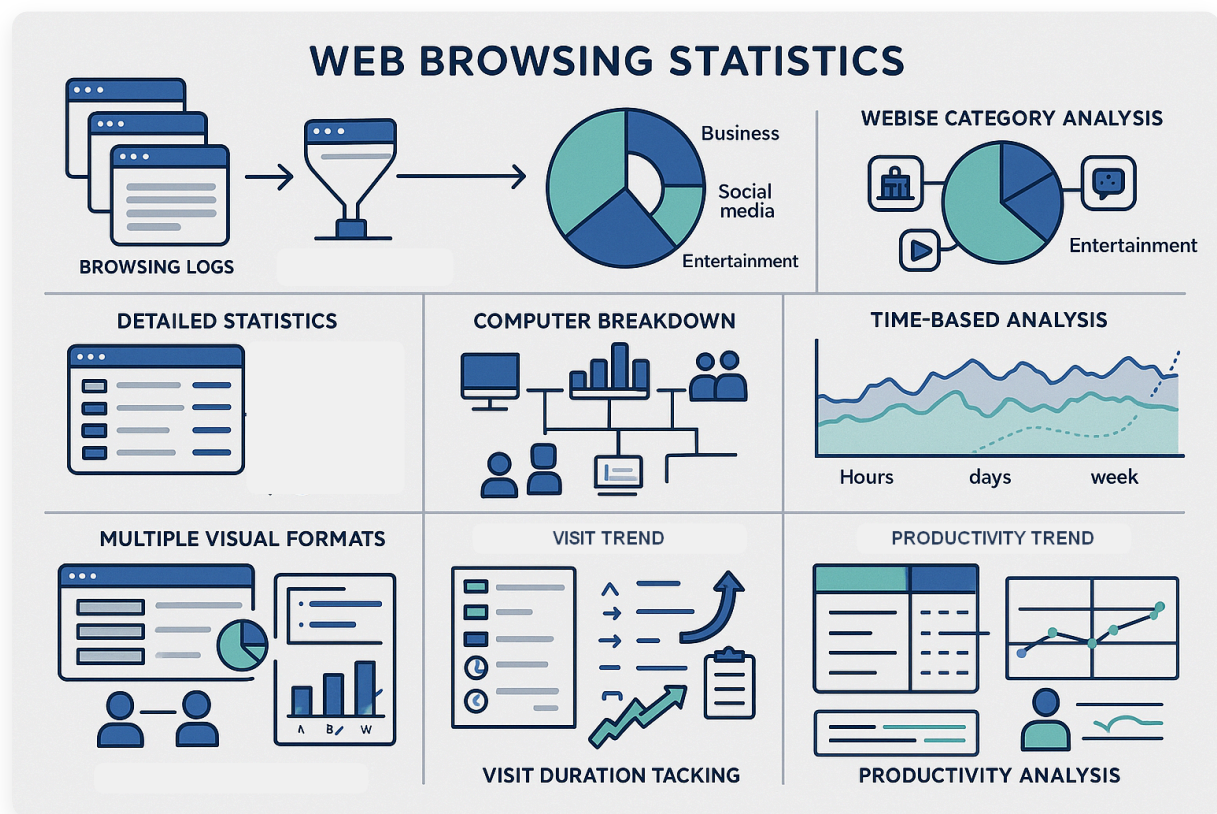 WEB BROWSING STATISTICS
BROWSING LOGS
Business
Social
media
Entertainment
WEBISE CATEGORY ANALYSIS
Entertainment
DETAILED STATISTICS
COMPUTER BREAKDOWN
TIME-BASED ANALYSIS
Hours days week
MULTIPLE VISUAL FORMATS
B W
VISIT TREND
VISIT DURATION TACKING
PRODUCTIVITY TREND
PRODUCTIVITY ANALYSIS